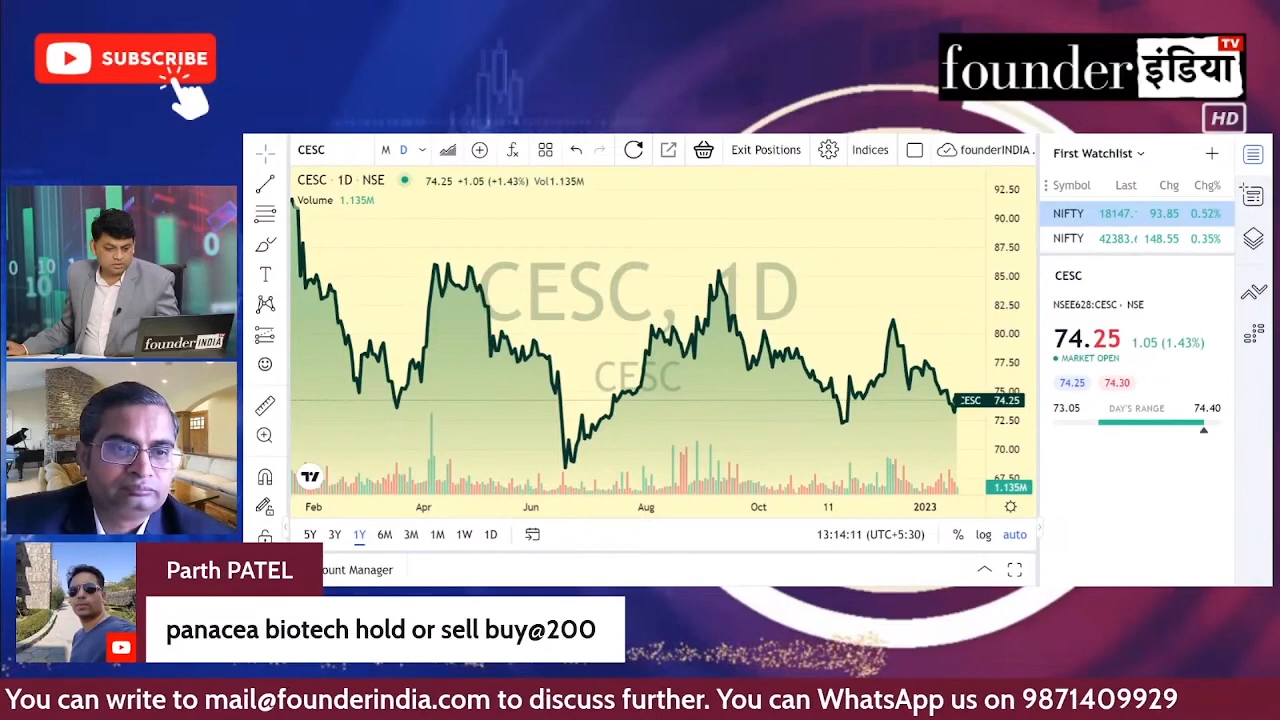 SUBSCRIBE
founder इंडिया TV
HD
CESC M D Exit Positions Indices founderINDIA .
CESC · 1D · NSE 74.25 +1.05 (+1.43%) Vol1.135M
Volume 1.135M
CESC, 1D
CESC
92.50
90.00
87.50
85.00
82.50
80.00
77.50
75.00
CESC 74.25
72.50
70.00
67.50
1.135M
Feb Apr Jun Aug Oct 11 2023
5Y 3Y 1Y 6M 3M 1M 1W 1D 13:14:11 (UTC+5:30) % log auto
ount Manager
First Watchlist
Symbol Last Chg Chg%
NIFTY 18147. 93.85 0.52%
NIFTY 42383.6 148.55 0.35%
CESC
NSEE628:CESC · NSE
74.25 1.05 (1.43%)
MARKET OPEN
74.25 74.30
73.05 DAY'S RANGE 74.40
founder INDIA
Parth PATEL
panacea biotech hold or sell buy@200
You can write to mail@founderindia.com to discuss further. You can WhatsApp us on 9871409929